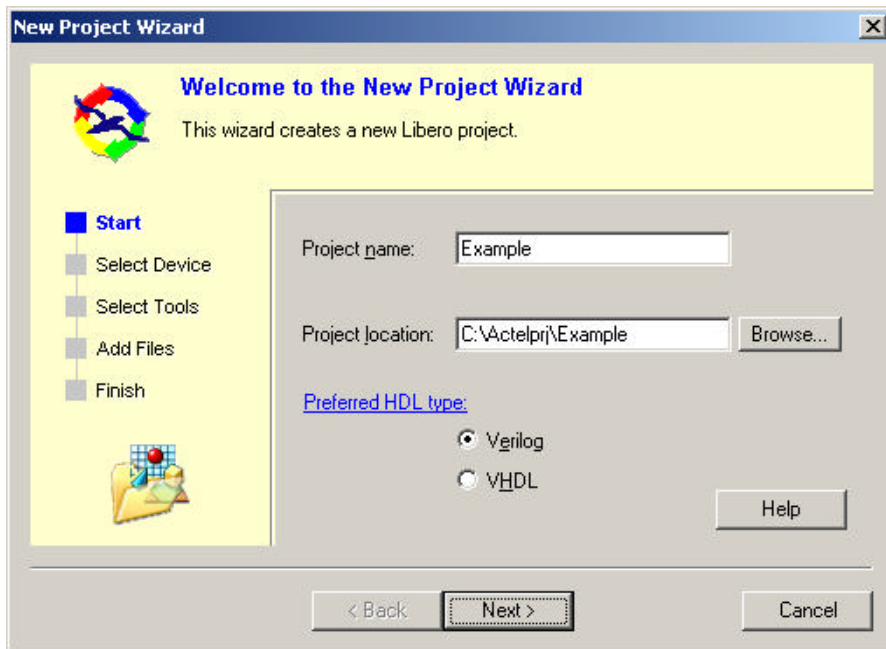 New Project Wizard
Welcome to the New Project Wizard
This wizard creates a new Libero project.
Start
Select Device
Select Tools
Add Files
Finish
Project name:
Example
Project location:
C:\Actelprj\Example
Browse...
Preferred HDL type:
Verilog
VHDL
Help
< Back
Next >
Cancel